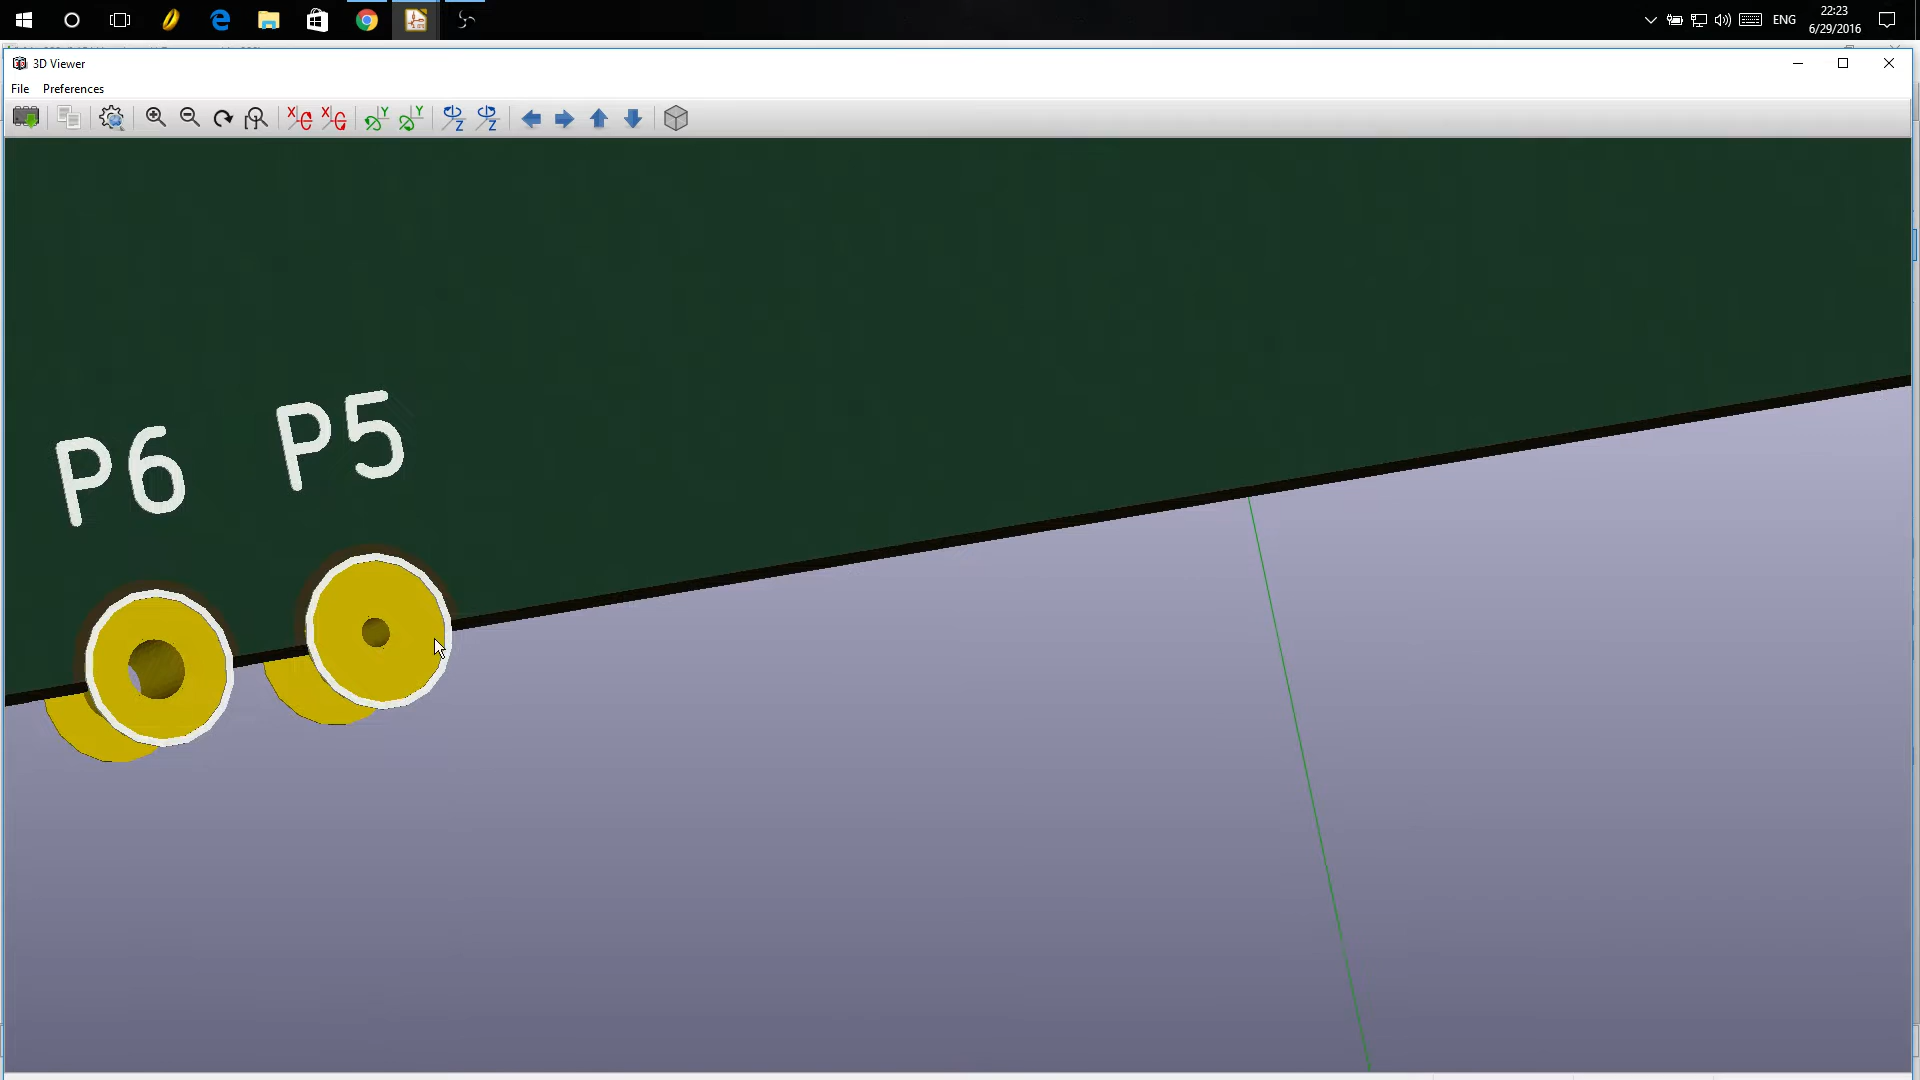 ENG
22:23
6/29/2016
3D Viewer
File Preferences
X X Y Y Z Z
P6 P5